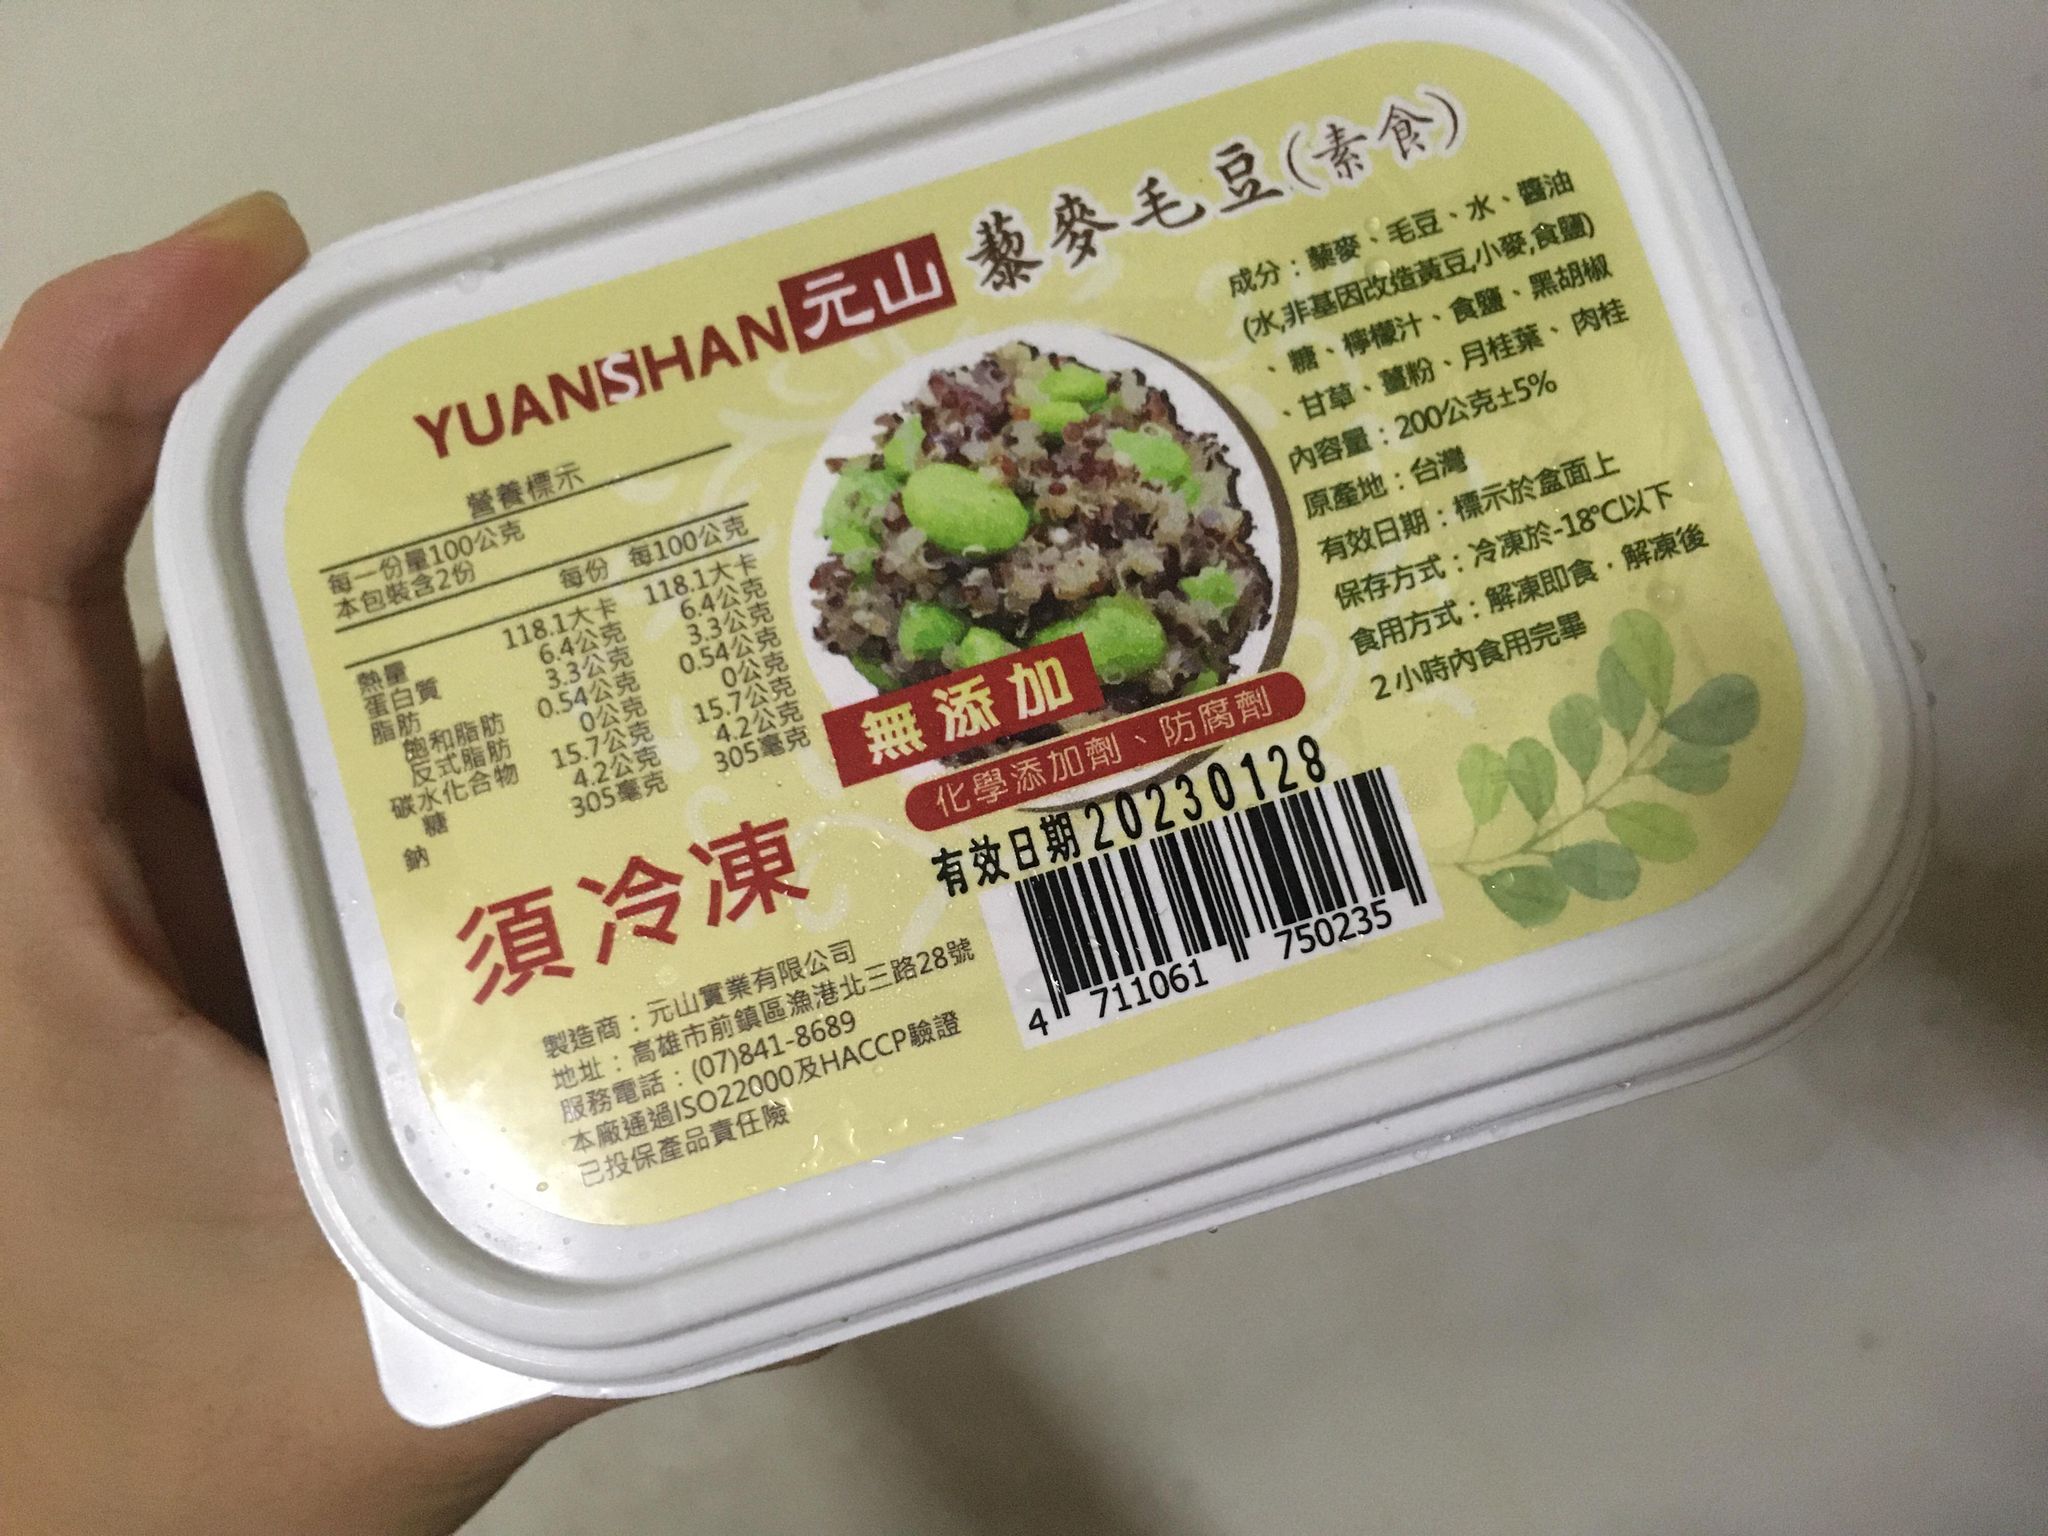 YUANSHAN元山
藜麥毛豆(素食)
營養標示
每一份量100公克
本包裝含2份
每份 每100公克
熱量 118.1大卡 118.1大卡
蛋白質 6.4公克 6.4公克
脂肪 3.3公克 3.3公克
飽和脂肪 0.54公克 0.54公克
反式脂肪 0公克 0公克
碳水化合物 15.7公克 15.7公克
糖 4.2公克 4.2公克
鈉 305毫克 305毫克
成分：藜麥、毛豆、水、醬油
(水,非基因改造黃豆,小麥,食鹽)
、糖、檸檬汁、食鹽、黑胡椒
、甘草、薑粉、月桂葉、肉桂
內容量：200公克±5%
原產地：台灣
有效日期：標示於盒面上
保存方式：冷凍於-18°C以下
食用方式：解凍即食，解凍後
2小時內食用完畢
無添加
化學添加劑、防腐劑
有效日期20230128
4 711061 750235
須冷凍
製造商：元山實業有限公司
地址：高雄市前鎮區漁港北三路28號
服務電話：(07)841-8689
本廠通過ISO22000及HACCP驗證
已投保產品責任險